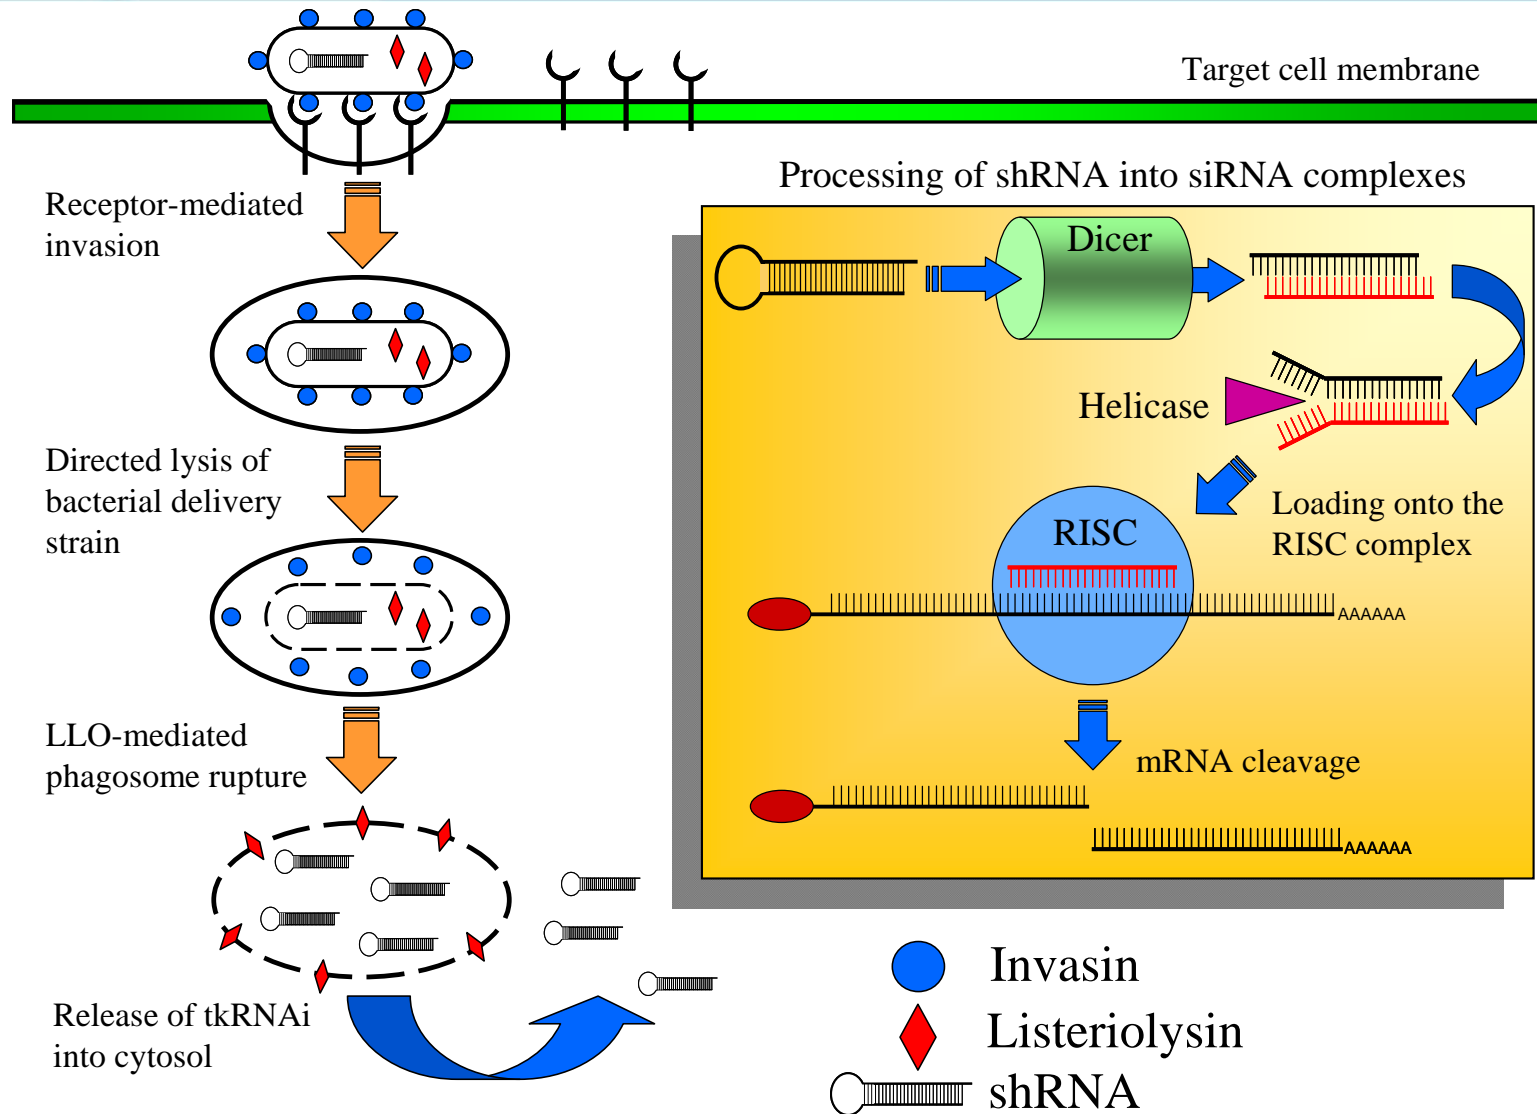 Target cell membrane
Receptor-mediated
invasion
Directed lysis of
bacterial delivery
strain
LLO-mediated
phagosome rupture
Release of tkRNAi
into cytosol
Processing of shRNA into siRNA complexes
Dicer
Helicase
Loading onto the
RISC complex
RISC
AAAAAA
mRNA cleavage
AAAAAA
Invasin
Listeriolysin
shRNA